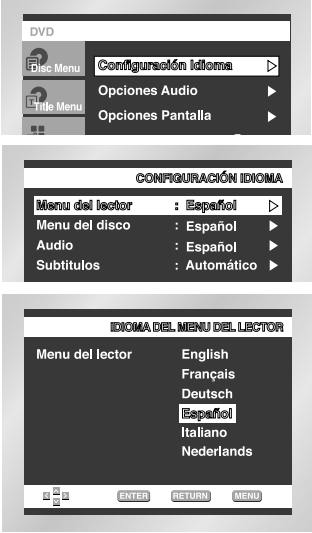 DVD
Disc Menu
Configuración Idioma
Title Menu
Opciones Audio
Opciones Pantalla
CONFIGURACIÓN IDIOMA
Menu del lector : Español
Menu del disco : Español
Audio : Español
Subtitulos : Automático
IDIOMA DEL MENU DEL LECTOR
Menu del lector English
Français
Deutsch
Español
Italiano
Nederlands
ENTER RETURN MENU